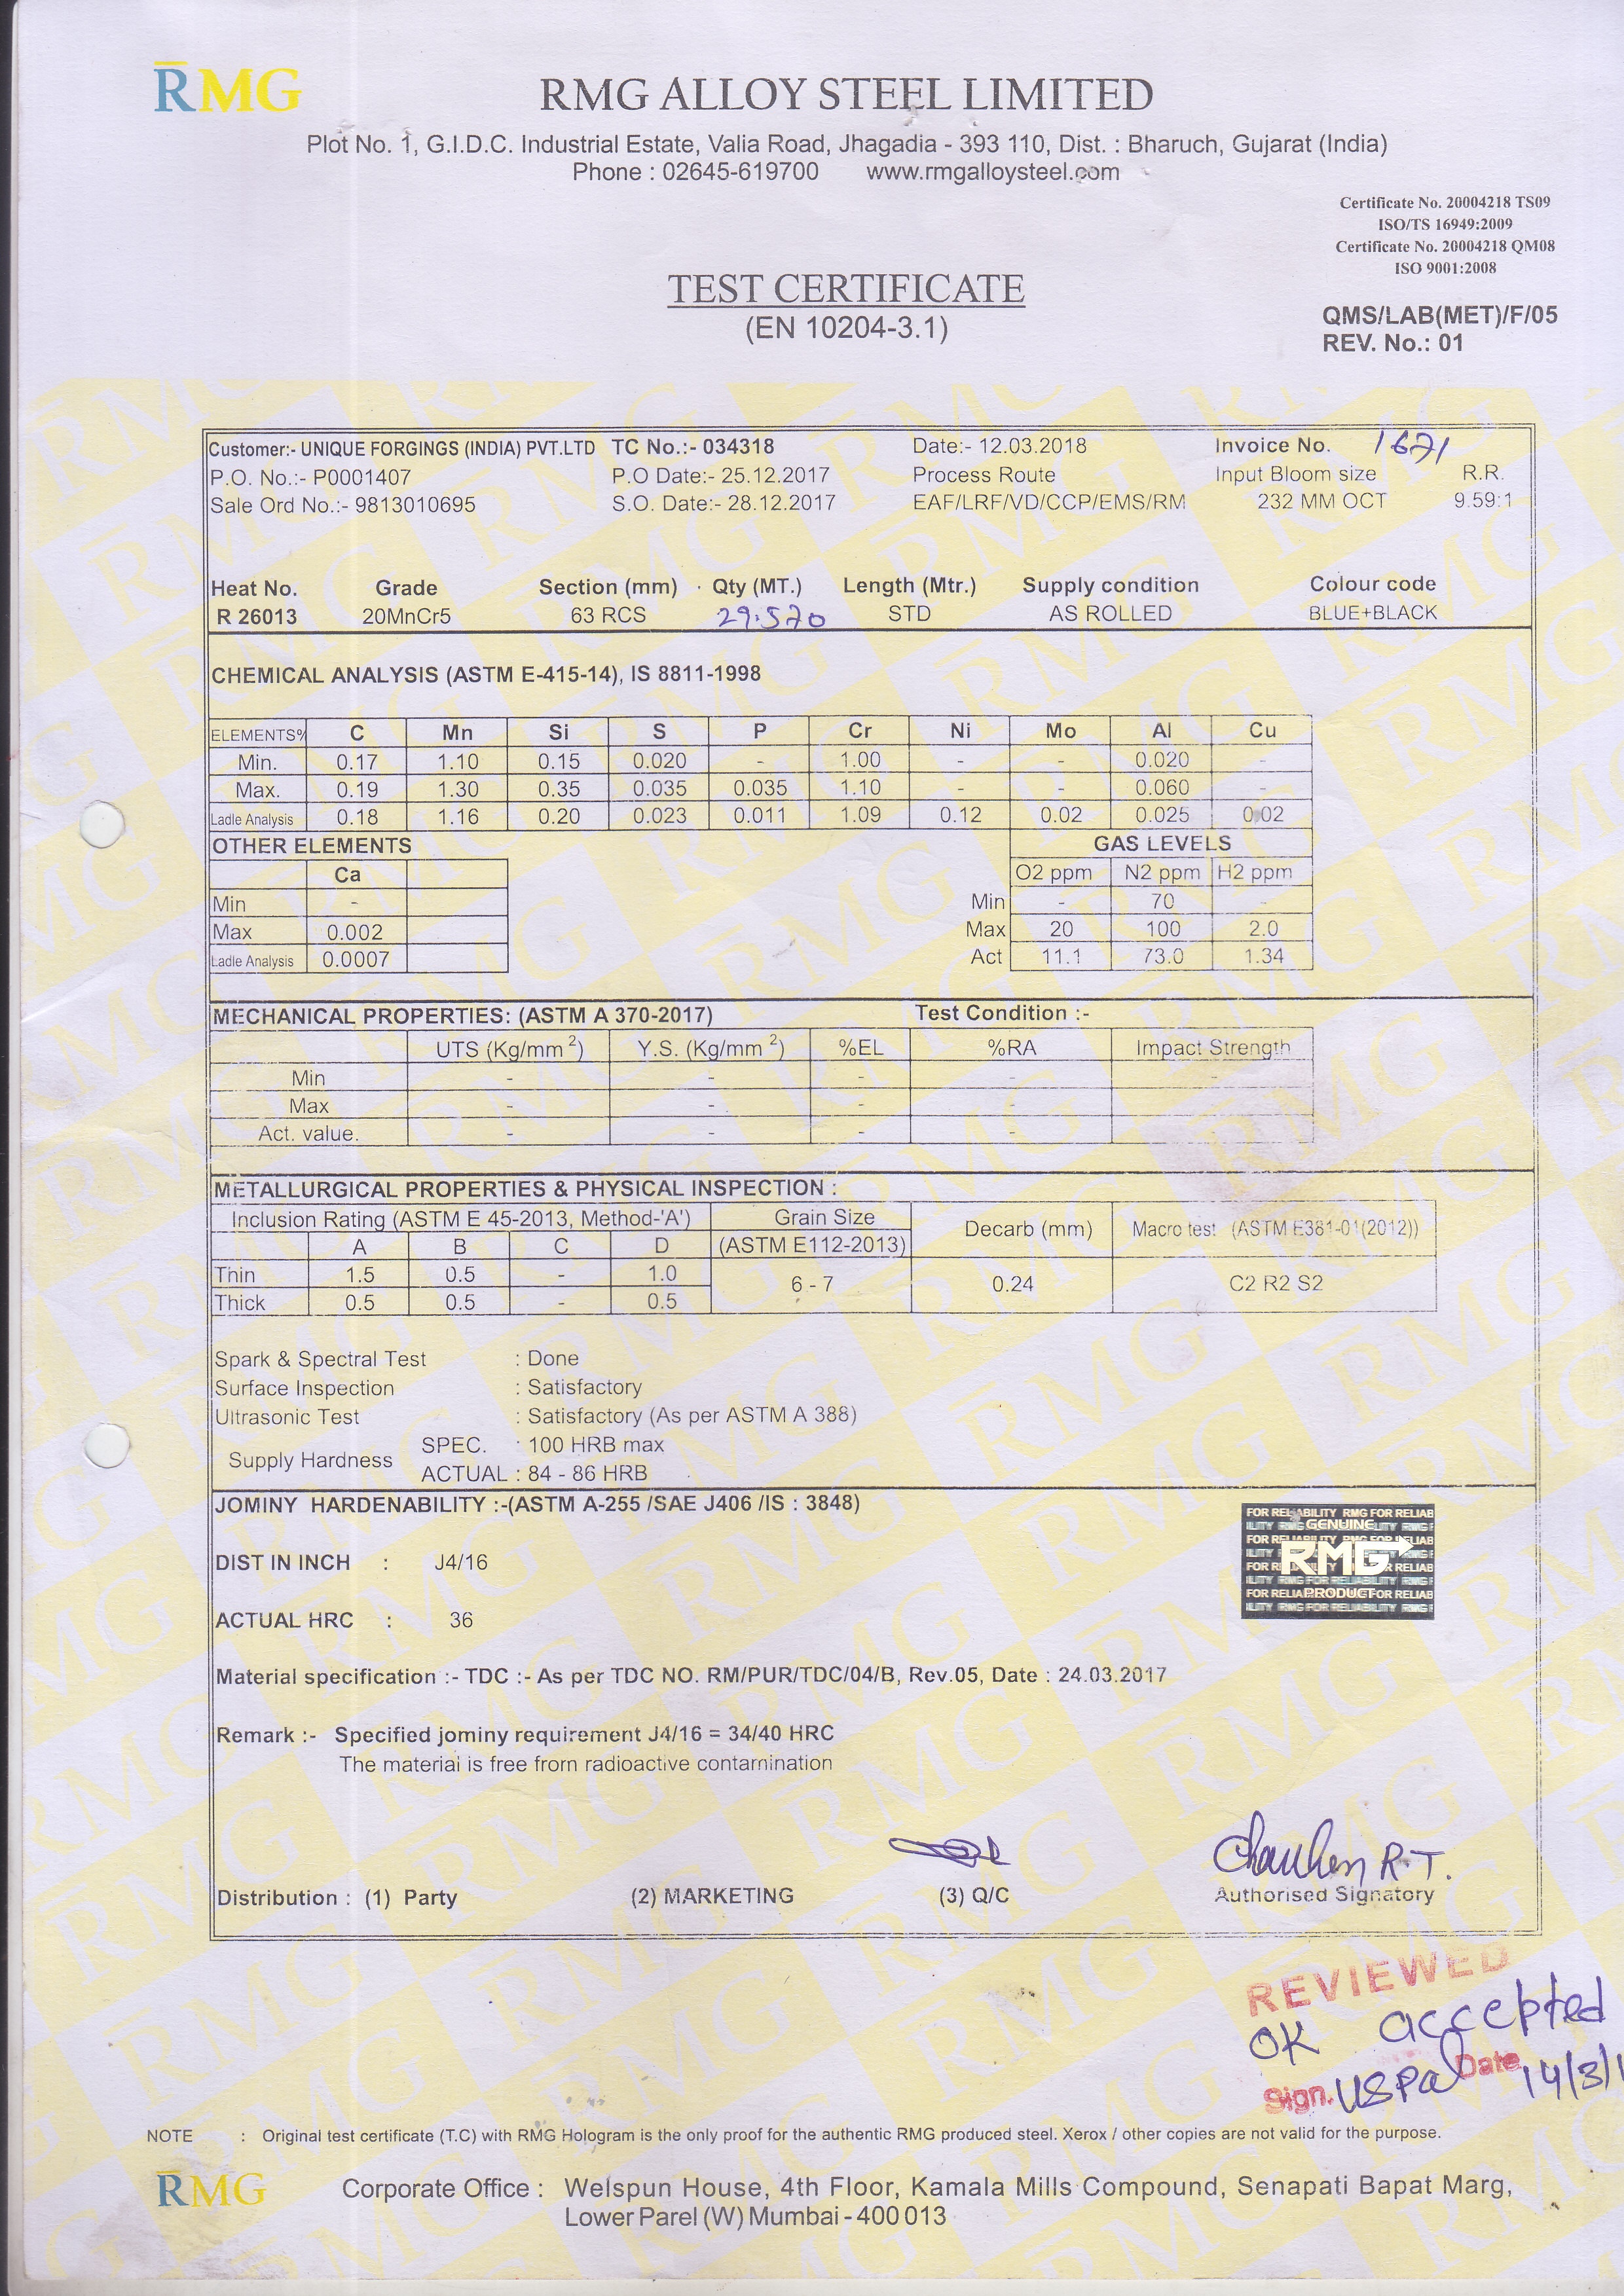 RMG
RMG ALLOY STEEL LIMITED
Plot No. 1, G.I.D.C. Industrial Estate, Valia Road, Jhagadia - 393 110, Dist. : Bharuch, Gujarat (India)
Phone : 02645-619700 www.rmgalloysteel.com
Certificate No. 20004218 TS09
ISO/TS 16949:2009
Certificate No. 20004218 QM08
ISO 9001:2008
TEST CERTIFICATE
(EN 10204-3.1)
QMS/LAB(MET)/F/05
REV. No.: 01
Customer:- UNIQUE FORGINGS (INDIA) PVT.LTD TC No.:- 034318 Date:- 12.03.2018 Invoice No. 1671
P.O. No.:- P0001407 P.O Date:- 25.12.2017 Process Route Input Bloom size R.R.
Sale Ord No.:- 9813010695 S.O. Date:- 28.12.2017 EAF/LRF/VD/CCP/EMS/RM 232 MM OCT 9.59:1
Heat No. Grade Section (mm) Qty (MT.) Length (Mtr.) Supply condition Colour code
R 26013 20MnCr5 63 RCS 29.570 STD AS ROLLED BLUE+BLACK
CHEMICAL ANALYSIS (ASTM E-415-14), IS 8811-1998
ELEMENTS% C Mn Si S P Cr Ni Mo Al Cu
Min. 0.17 1.10 0.15 0.020 - 1.00 - - 0.020 -
Max. 0.19 1.30 0.35 0.035 0.035 1.10 - - 0.060 -
Ladle Analysis 0.18 1.16 0.20 0.023 0.011 1.09 0.12 0.02 0.025 0.02
OTHER ELEMENTS GAS LEVELS
Ca O2 ppm N2 ppm H2 ppm
Min - Min - 70 -
Max 0.002 Max 20 100 2.0
Ladle Analysis 0.0007 Act 11.1 73.0 1.34
MECHANICAL PROPERTIES: (ASTM A 370-2017) Test Condition :-
UTS (Kg/mm 2) Y.S. (Kg/mm 2) %EL %RA Impact Strength
Min - - - - -
Max - - - -
Act. value. - - - -
METALLURGICAL PROPERTIES & PHYSICAL INSPECTION :
Inclusion Rating (ASTM E 45-2013, Method-'A') Grain Size Decarb (mm) Macro test (ASTM E381-01(2012))
A B C D (ASTM E112-2013)
Thin 1.5 0.5 - 1.0 6 - 7 0.24 C2 R2 S2
Thick 0.5 0.5 - 0.5
Spark & Spectral Test : Done
Surface Inspection : Satisfactory
Ultrasonic Test : Satisfactory (As per ASTM A 388)
Supply Hardness SPEC. : 100 HRB max
ACTUAL : 84 - 86 HRB
JOMINY HARDENABILITY :-(ASTM A-255 /SAE J406 /IS : 3848)
DIST IN INCH : J4/16
ACTUAL HRC : 36
FOR RELIABILITY RMG FOR RELIAB
GENUINE
RMG
PRODUCT
Material specification :- TDC :- As per TDC NO. RM/PUR/TDC/04/B, Rev.05, Date : 24.03.2017
Remark :- Specified jominy requirement J4/16 = 34/40 HRC
The material is free from radioactive contamination
Chauhan R.T.
Distribution : (1) Party (2) MARKETING (3) Q/C Authorised Signatory
REVIEWED
OK accepted
Sign. Date 14/3/1
NOTE : Original test certificate (T.C) with RMG Hologram is the only proof for the authentic RMG produced steel. Xerox / other copies are not valid for the purpose.
RMG
Corporate Office : Welspun House, 4th Floor, Kamala Mills Compound, Senapati Bapat Marg,
Lower Parel (W) Mumbai - 400 013